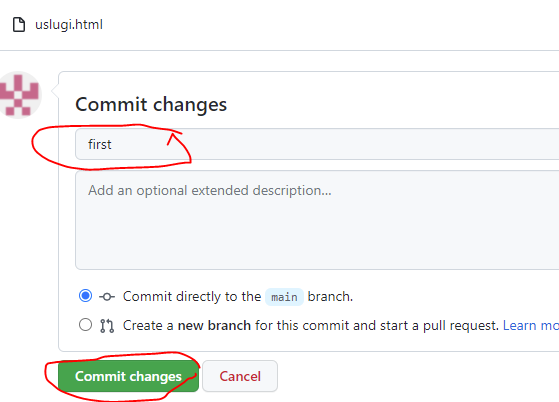 uslugi.html
Commit changes
first
Add an optional extended description...
Commit directly to the main branch.
Create a new branch for this commit and start a pull request. Learn mo
Commit changes
Cancel